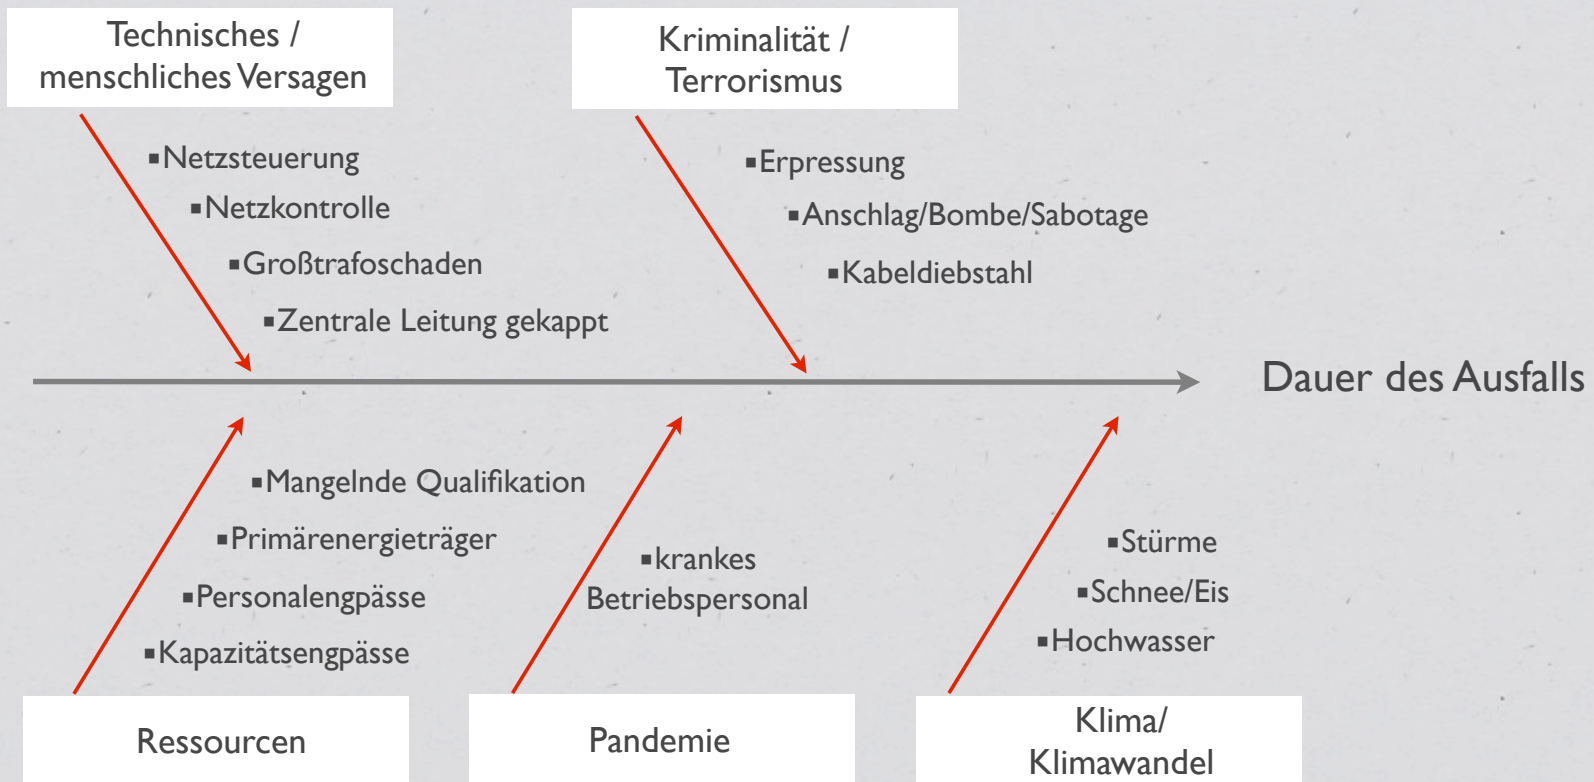 Technisches /
menschliches Versagen
Kriminalität /
Terrorismus
▪Netzsteuerung
▪Netzkontrolle
▪Großtrafoschaden
▪Zentrale Leitung gekappt
▪Erpressung
▪Anschlag/Bombe/Sabotage
▪Kabeldiebstahl
Dauer des Ausfalls
▪Mangelnde Qualifikation
▪Primärenergieträger
▪Personalengpässe
▪Kapazitätsengpässe
▪krankes
Betriebspersonal
▪Stürme
▪Schnee/Eis
▪Hochwasser
Ressourcen
Pandemie
Klima/
Klimawandel